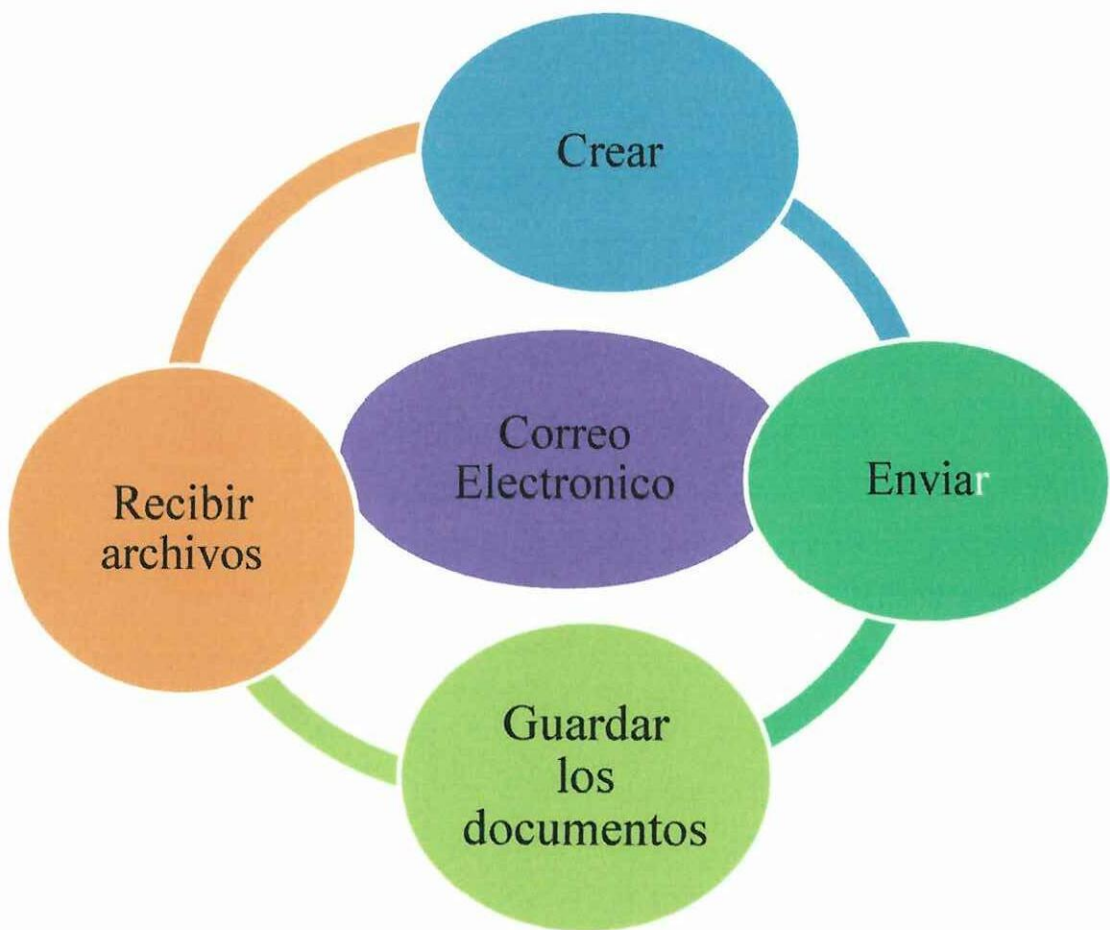 Crear
Correo
Electronico
Enviar
Recibir
archivos
Guardar
los
documentos